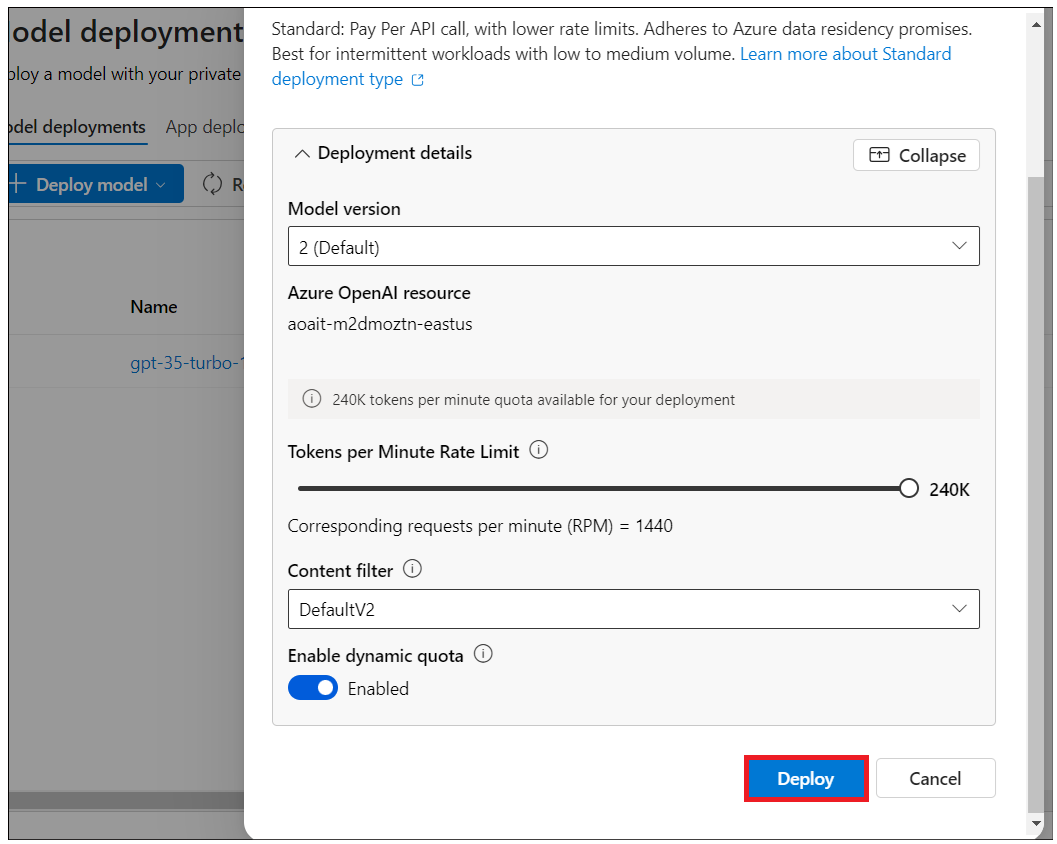 odel deployment
ploy a model with your private
odel deployments
App deplo
Deploy model
Re
Name
gpt-35-turbo-1
Standard: Pay Per API call, with lower rate limits. Adheres to Azure data residency promises.
Best for intermittent workloads with low to medium volume. Learn more about Standard
deployment type
Deployment details
Collapse
Model version
2 (Default)
Azure OpenAI resource
aoait-m2dmoztn-eastus
240K tokens per minute quota available for your deployment
Tokens per Minute Rate Limit
240K
Corresponding requests per minute (RPM) = 1440
Content filter
DefaultV2
Enable dynamic quota
Enabled
Deploy
Cancel